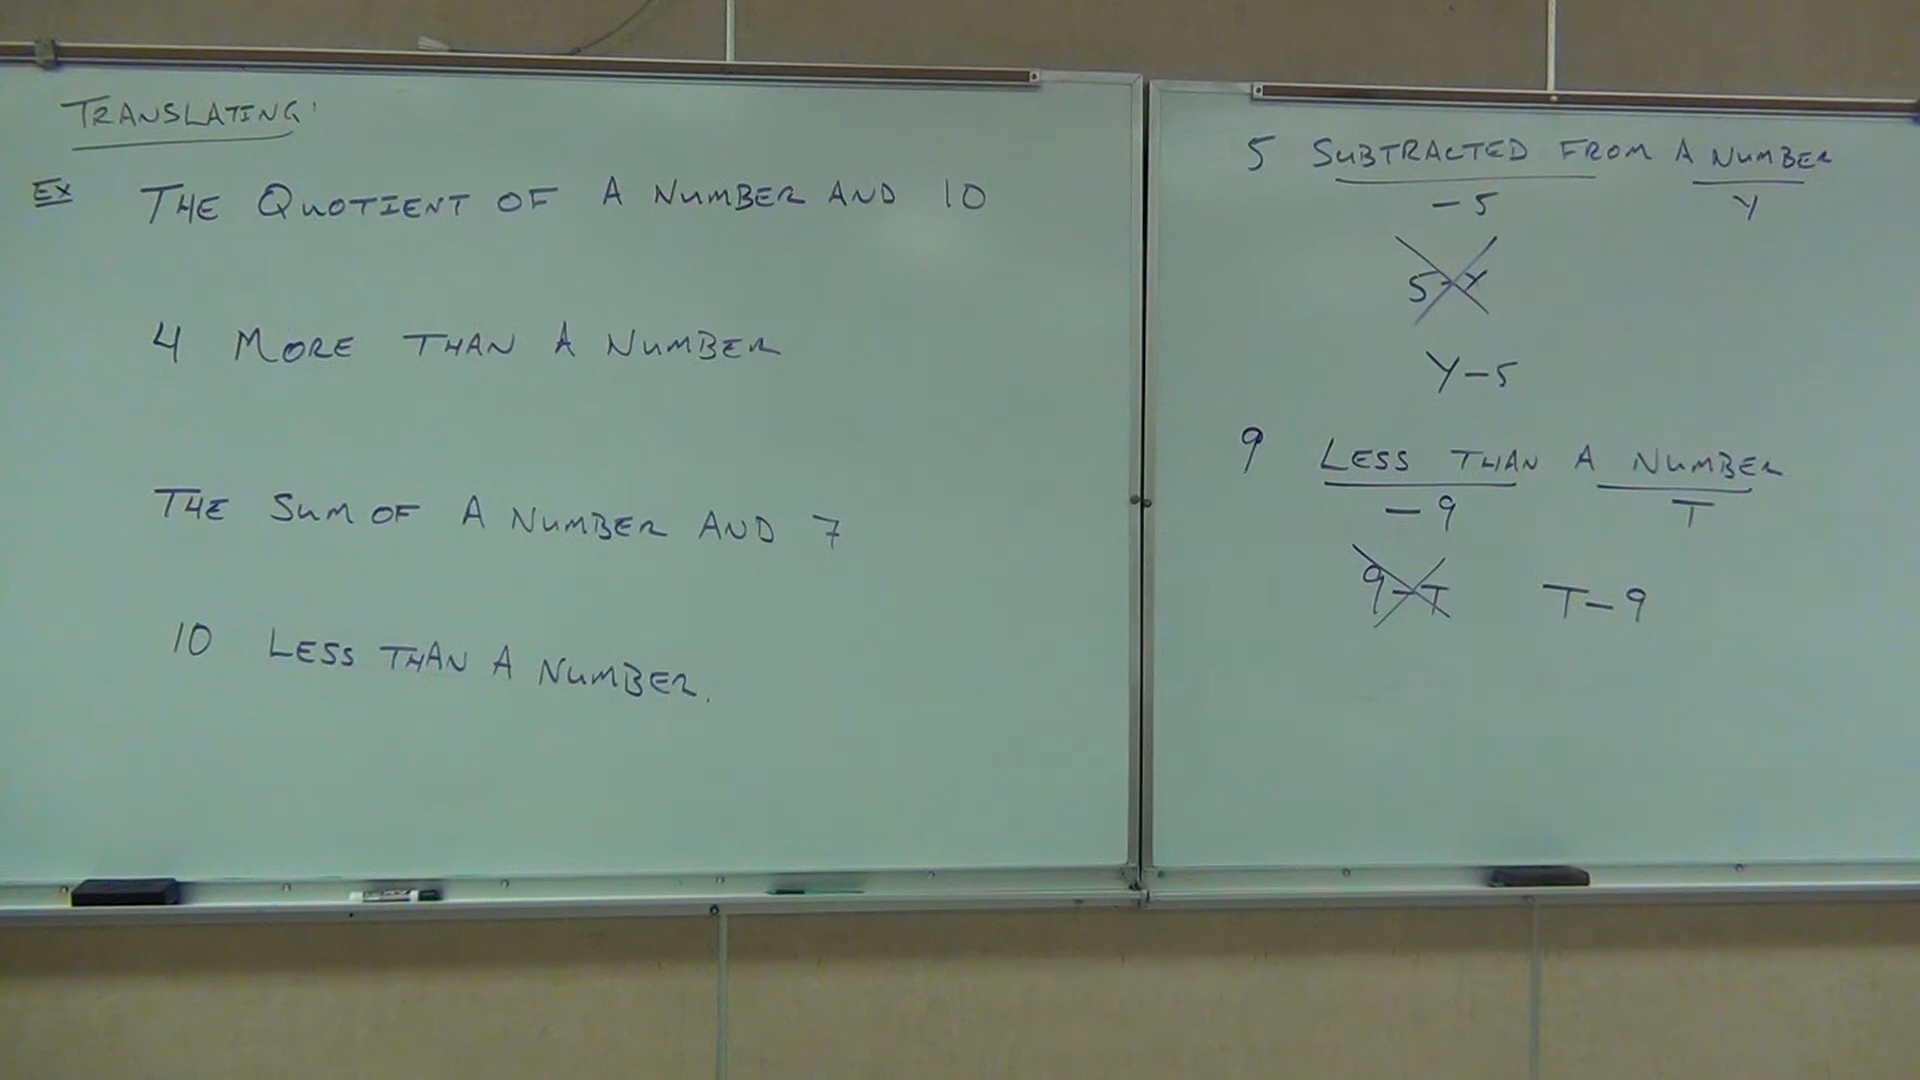 TRANSLATING:
EX THE QUOTIENT OF A NUMBER AND 10
4 MORE THAN A NUMBER
THE SUM OF A NUMBER AND 7
10 LESS THAN A NUMBER.
5 SUBTRACTED FROM A NUMBER
-5 Y
5-Y
Y-5
9 LESS THAN A NUMBER
-9 T
9-T T-9